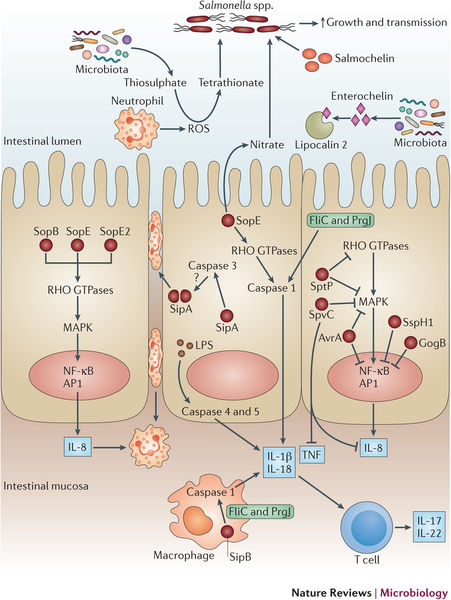 Salmonella spp.
↑Growth and transmission
Microbiota
Salmochelin
Thiosulphate
Tetrathionate
Neutrophil
Enterochelin
ROS
Lipocalin 2
Microbiota
Nitrate
Intestinal lumen
SopB
SopE
SopE2
SopE
FliC and PrgJ
RHO GTPases
RHO GTPases
Caspase 3
?
Caspase 1
RHO GTPases
SptP
MAPK
SpvC
SipA
SipA
MAPK
AvrA
SspH1
GogB
LPS
NF-κB
AP1
NF-κB
AP1
Caspase 4 and 5
IL-8
IL-1β
IL-18
TNF
IL-8
Intestinal mucosa
Caspase 1
FliC and PrgJ
Macrophage
SipB
T cell
IL-17
IL-22
Nature Reviews | Microbiology